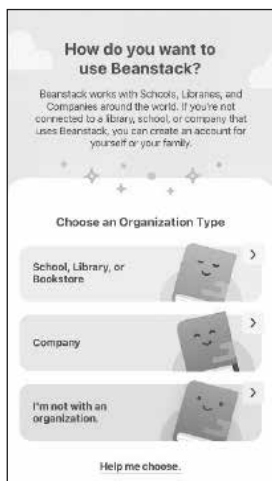 How do you want to
use Beanstack?
Beanstack works with Schools, Libraries, and
Companies around the world. If you're not
connected to a library, school, or company that
uses Beanstack, you can create an account for
yourself or your family.
Choose an Organization Type
School, Library, or
Bookstore
Company
I'm not with an
organization.
Help me choose.